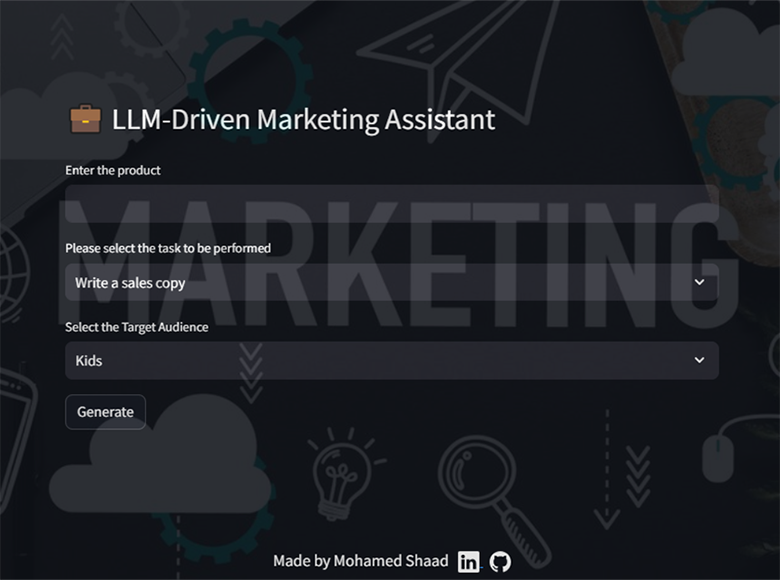 LLM-Driven Marketing Assistant
Enter the product
MARKETING
Please select the task to be performed
Write a sales copy
Select the Target Audience
Kids
Generate
Made by Mohamed Shaad in